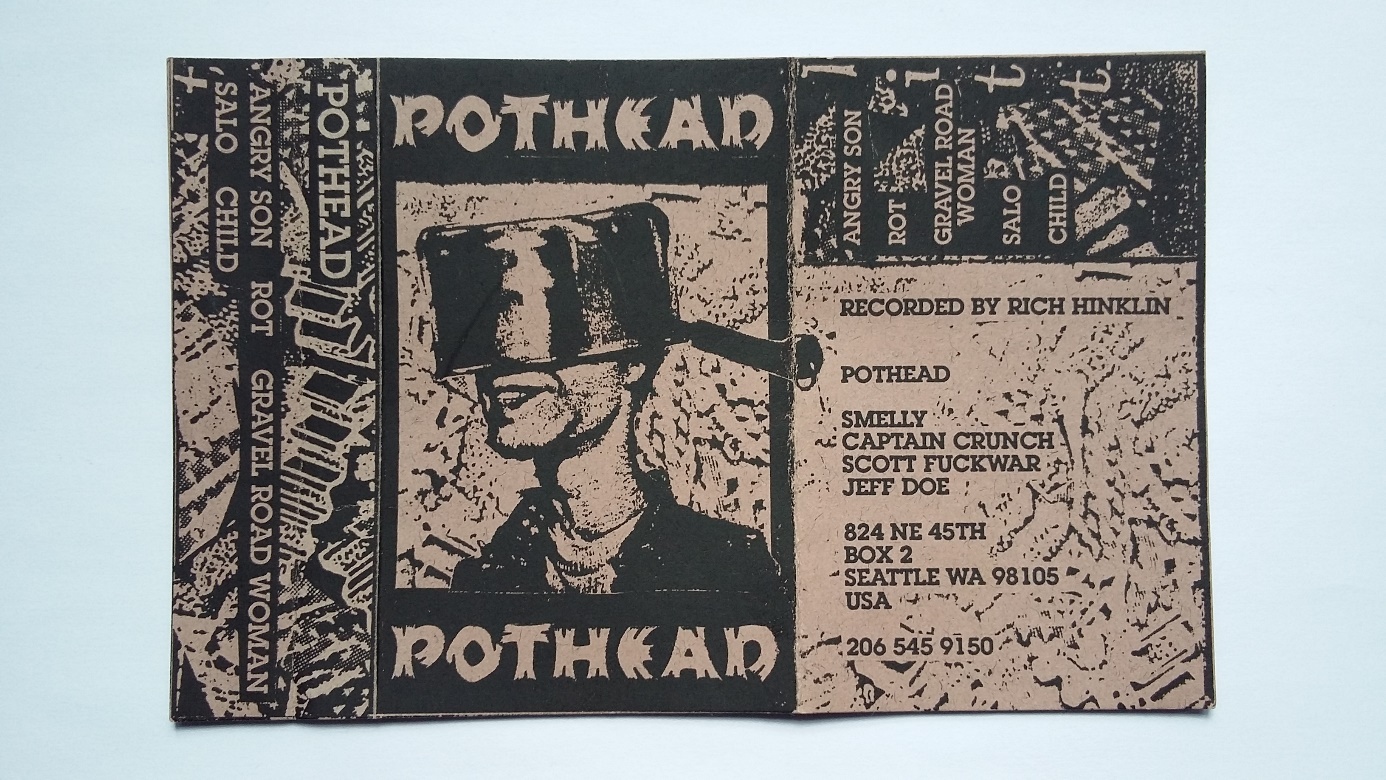 POTHEAD
ANGRY SON ROT GRAVEL ROAD WOMAN
SALO CHILD
POTHEAD
POTHEAD
ANGRY SON
ROT
GRAVEL ROAD
WOMAN
SALO
CHILD
RECORDED BY RICH HINKLIN
POTHEAD
SMELLY
CAPTAIN CRUNCH
SCOTT FUCKWAR
JEFF DOE
824 NE 45TH
BOX 2
SEATTLE WA 98105
USA
206 545 9150